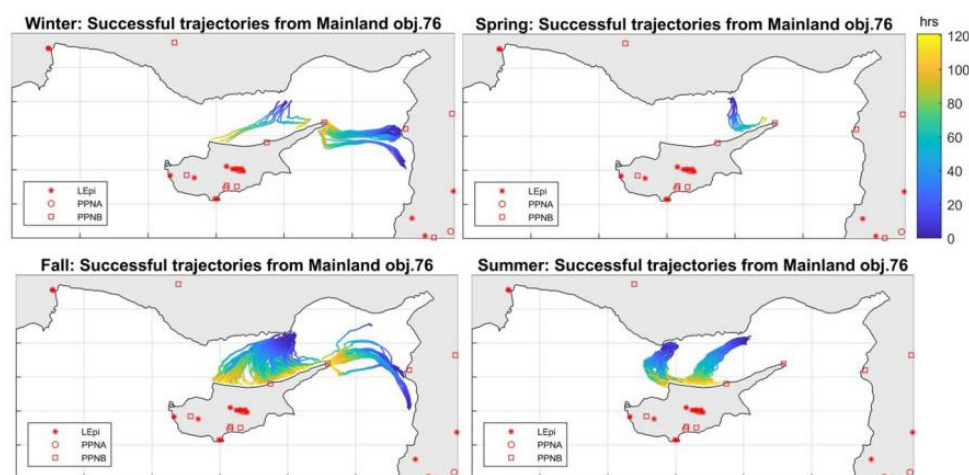 Winter: Successful trajectories from Mainland obj.76
LEpi
PPNA
PPNB
Spring: Successful trajectories from Mainland obj.76
LEpi
PPNA
PPNB
hrs
120
100
80
60
40
20
0
Fall: Successful trajectories from Mainland obj.76
LEpi
PPNA
PPNB
Summer: Successful trajectories from Mainland obj.76
LEpi
PPNA
PPNB